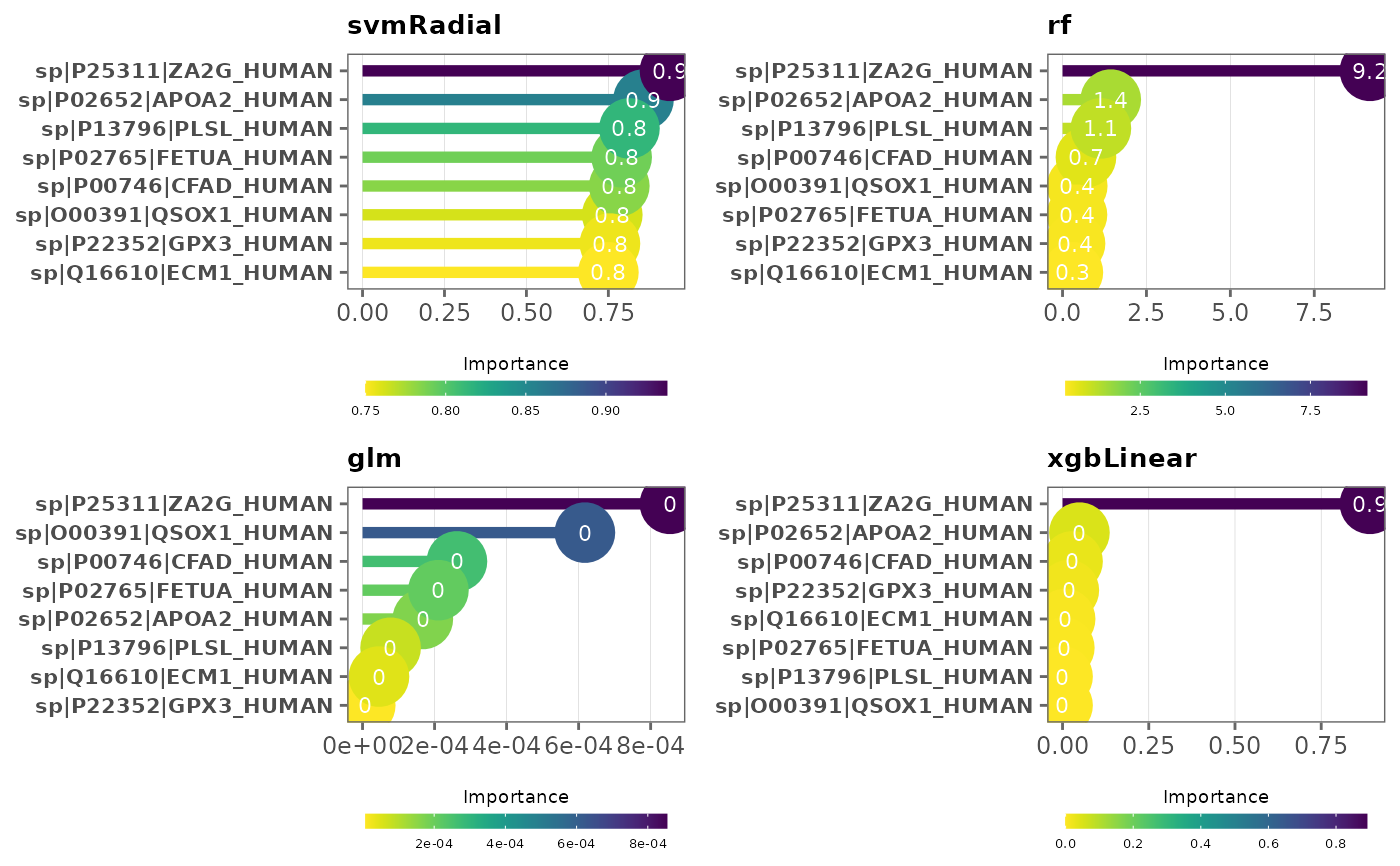 svmRadial
sp|P25311|ZA2G_HUMAN 0.9
sp|P02652|APOA2_HUMAN 0.9
sp|P13796|PLSL_HUMAN 0.8
sp|P02765|FETUA_HUMAN 0.8
sp|P00746|CFAD_HUMAN 0.8
sp|O00391|QSOX1_HUMAN 0.8
sp|P22352|GPX3_HUMAN 0.8
sp|Q16610|ECM1_HUMAN 0.8
0.00 0.25 0.50 0.75
Importance
0.75 0.80 0.85 0.90
rf
sp|P25311|ZA2G_HUMAN 9.2
sp|P02652|APOA2_HUMAN 1.4
sp|P13796|PLSL_HUMAN 1.1
sp|P00746|CFAD_HUMAN 0.7
sp|O00391|QSOX1_HUMAN 0.4
sp|P02765|FETUA_HUMAN 0.4
sp|P22352|GPX3_HUMAN 0.4
sp|Q16610|ECM1_HUMAN 0.3
0.0 2.5 5.0 7.5
Importance
2.5 5.0 7.5
glm
sp|P25311|ZA2G_HUMAN 0
sp|O00391|QSOX1_HUMAN 0
sp|P00746|CFAD_HUMAN 0
sp|P02765|FETUA_HUMAN 0
sp|P02652|APOA2_HUMAN 0
sp|P13796|PLSL_HUMAN 0
sp|Q16610|ECM1_HUMAN 0
sp|P22352|GPX3_HUMAN 0
0e+00 2e-04 4e-04 6e-04 8e-04
Importance
2e-04 4e-04 6e-04 8e-04
xgbLinear
sp|P25311|ZA2G_HUMAN 0.9
sp|P02652|APOA2_HUMAN 0
sp|P00746|CFAD_HUMAN 0
sp|P22352|GPX3_HUMAN 0
sp|Q16610|ECM1_HUMAN 0
sp|P02765|FETUA_HUMAN 0
sp|P13796|PLSL_HUMAN 0
sp|O00391|QSOX1_HUMAN 0
0.00 0.25 0.50 0.75
Importance
0.0 0.2 0.4 0.6 0.8